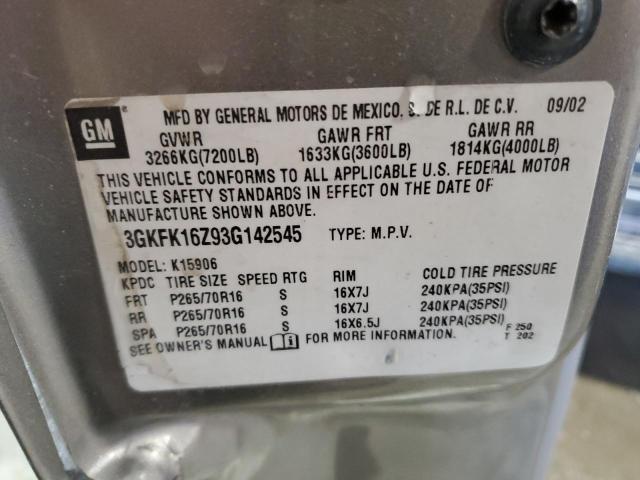 GM
MFD BY GENERAL MOTORS DE MEXICO, S. DE R.L. DE C.V. 09/02
GVWR GAWR FRT GAWR RR
3266KG(7200LB) 1633KG(3600LB) 1814KG(4000LB)
THIS VEHICLE CONFORMS TO ALL APPLICABLE U.S. FEDERAL MOTOR
VEHICLE SAFETY STANDARDS IN EFFECT ON THE DATE OF
MANUFACTURE SHOWN ABOVE.
3GKFK16Z93G142545 TYPE: M.P.V.
MODEL: K15906
KPDC TIRE SIZE SPEED RTG RIM COLD TIRE PRESSURE
FRT P265/70R16 S 16X7J 240KPA(35PSI)
RR P265/70R16 S 16X7J 240KPA(35PSI)
SPA P265/70R16 S 16X6.5J 240KPA(35PSI)
SEE OWNER'S MANUAL i FOR MORE INFORMATION.
F 250
T 202